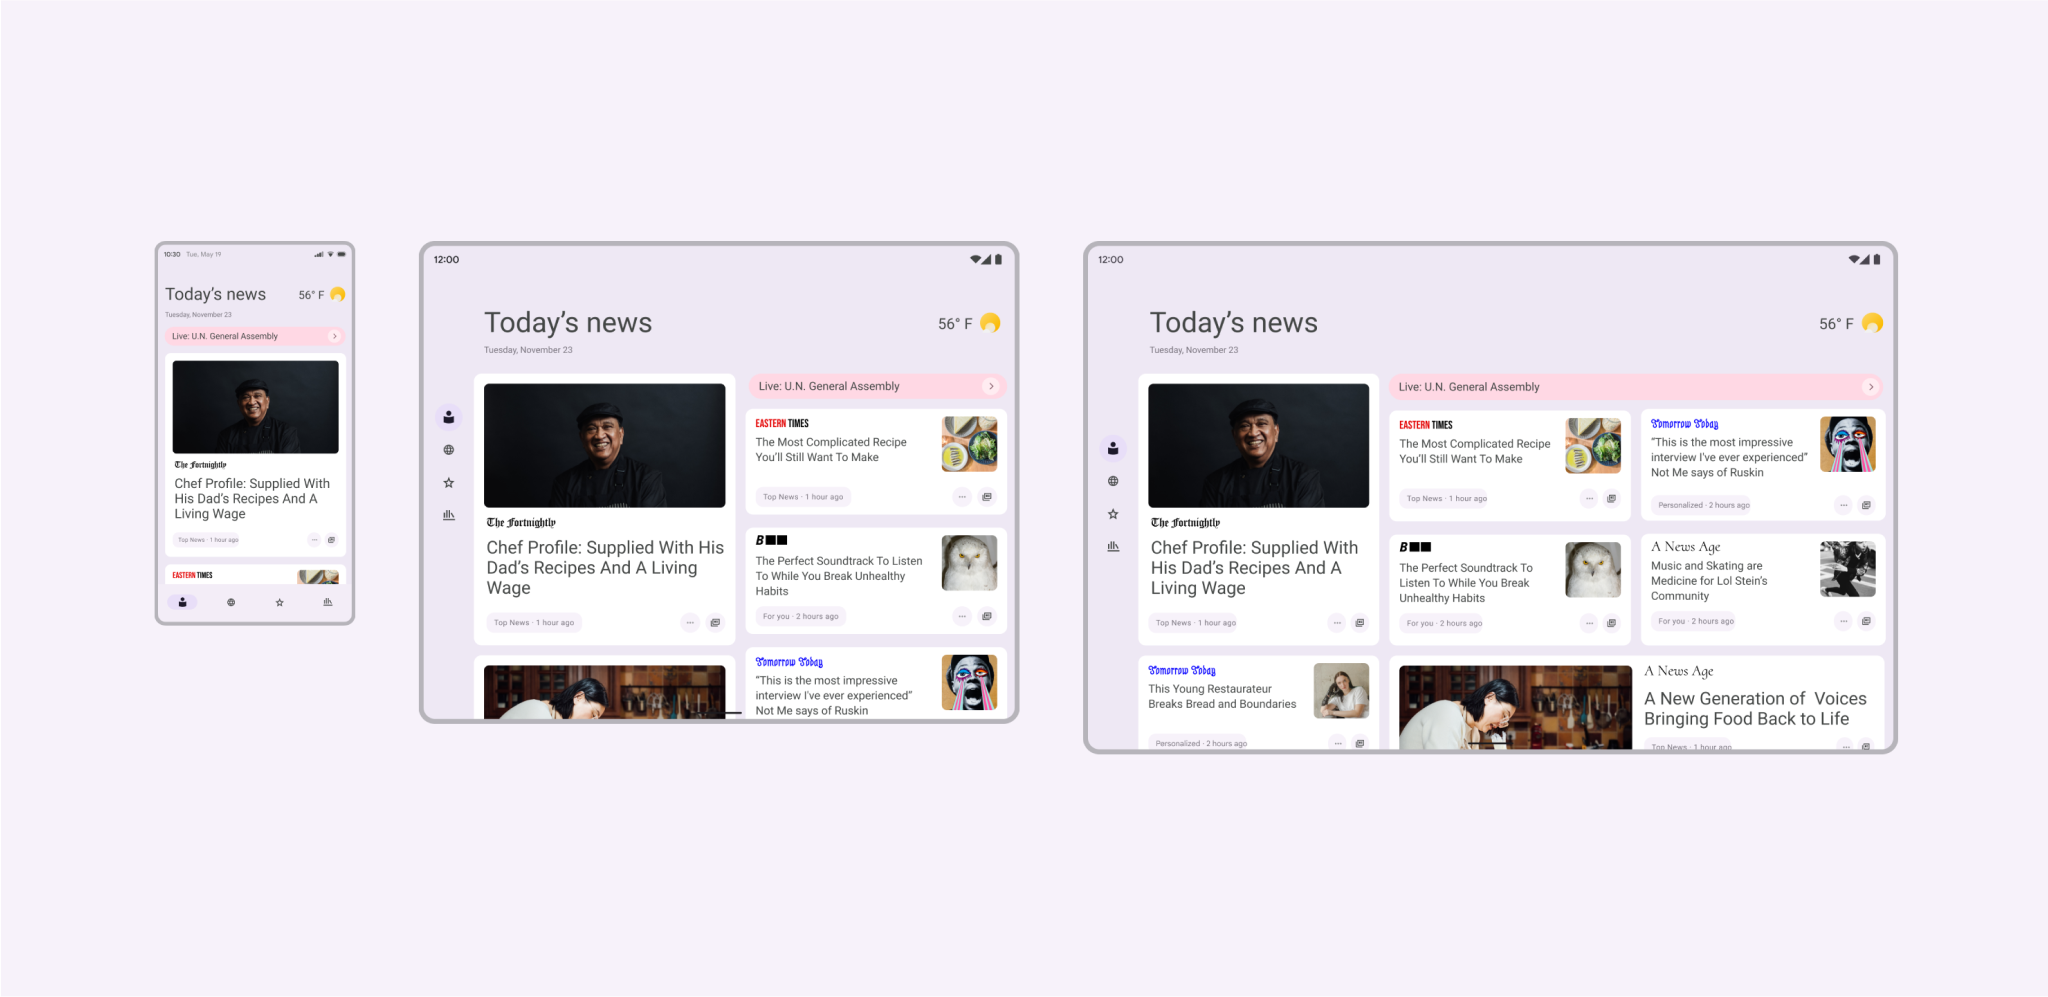 10:30 Tue, May 19
Today’s news
56° F
Tuesday, November 23
Live: U.N. General Assembly
The Fortnightly
Chef Profile: Supplied With
His Dad’s Recipes And A
Living Wage
Top News · 1 hour ago
EASTERN TIMES
12:00
Today’s news
56° F
Tuesday, November 23
The Fortnightly
Chef Profile: Supplied With His
Dad’s Recipes And A Living
Wage
Top News · 1 hour ago
Live: U.N. General Assembly
EASTERN TIMES
The Most Complicated Recipe
You’ll Still Want To Make
Top News · 1 hour ago
B
The Perfect Soundtrack To Listen
To While You Break Unhealthy
Habits
For you · 2 hours ago
Tomorrow Today
“This is the most impressive
interview I’ve ever experienced”
Not Me says of Ruskin
12:00
Today’s news
56° F
Tuesday, November 23
The Fortnightly
Chef Profile: Supplied With
His Dad’s Recipes And A
Living Wage
Top News · 1 hour ago
Live: U.N. General Assembly
EASTERN TIMES
The Most Complicated Recipe
You’ll Still Want To Make
Top News · 1 hour ago
Tomorrow Today
“This is the most impressive
interview I’ve ever experienced”
Not Me says of Ruskin
Personalized · 2 hours ago
B
The Perfect Soundtrack To
Listen To While You Break
Unhealthy Habits
For you · 2 hours ago
A News Age
Music and Skating are
Medicine for Lol Stein’s
Community
For you · 2 hours ago
Tomorrow Today
This Young Restaurateur
Breaks Bread and Boundaries
Personalized · 2 hours ago
A News Age
A New Generation of Voices
Bringing Food Back to Life
Top News · 1 hour ago